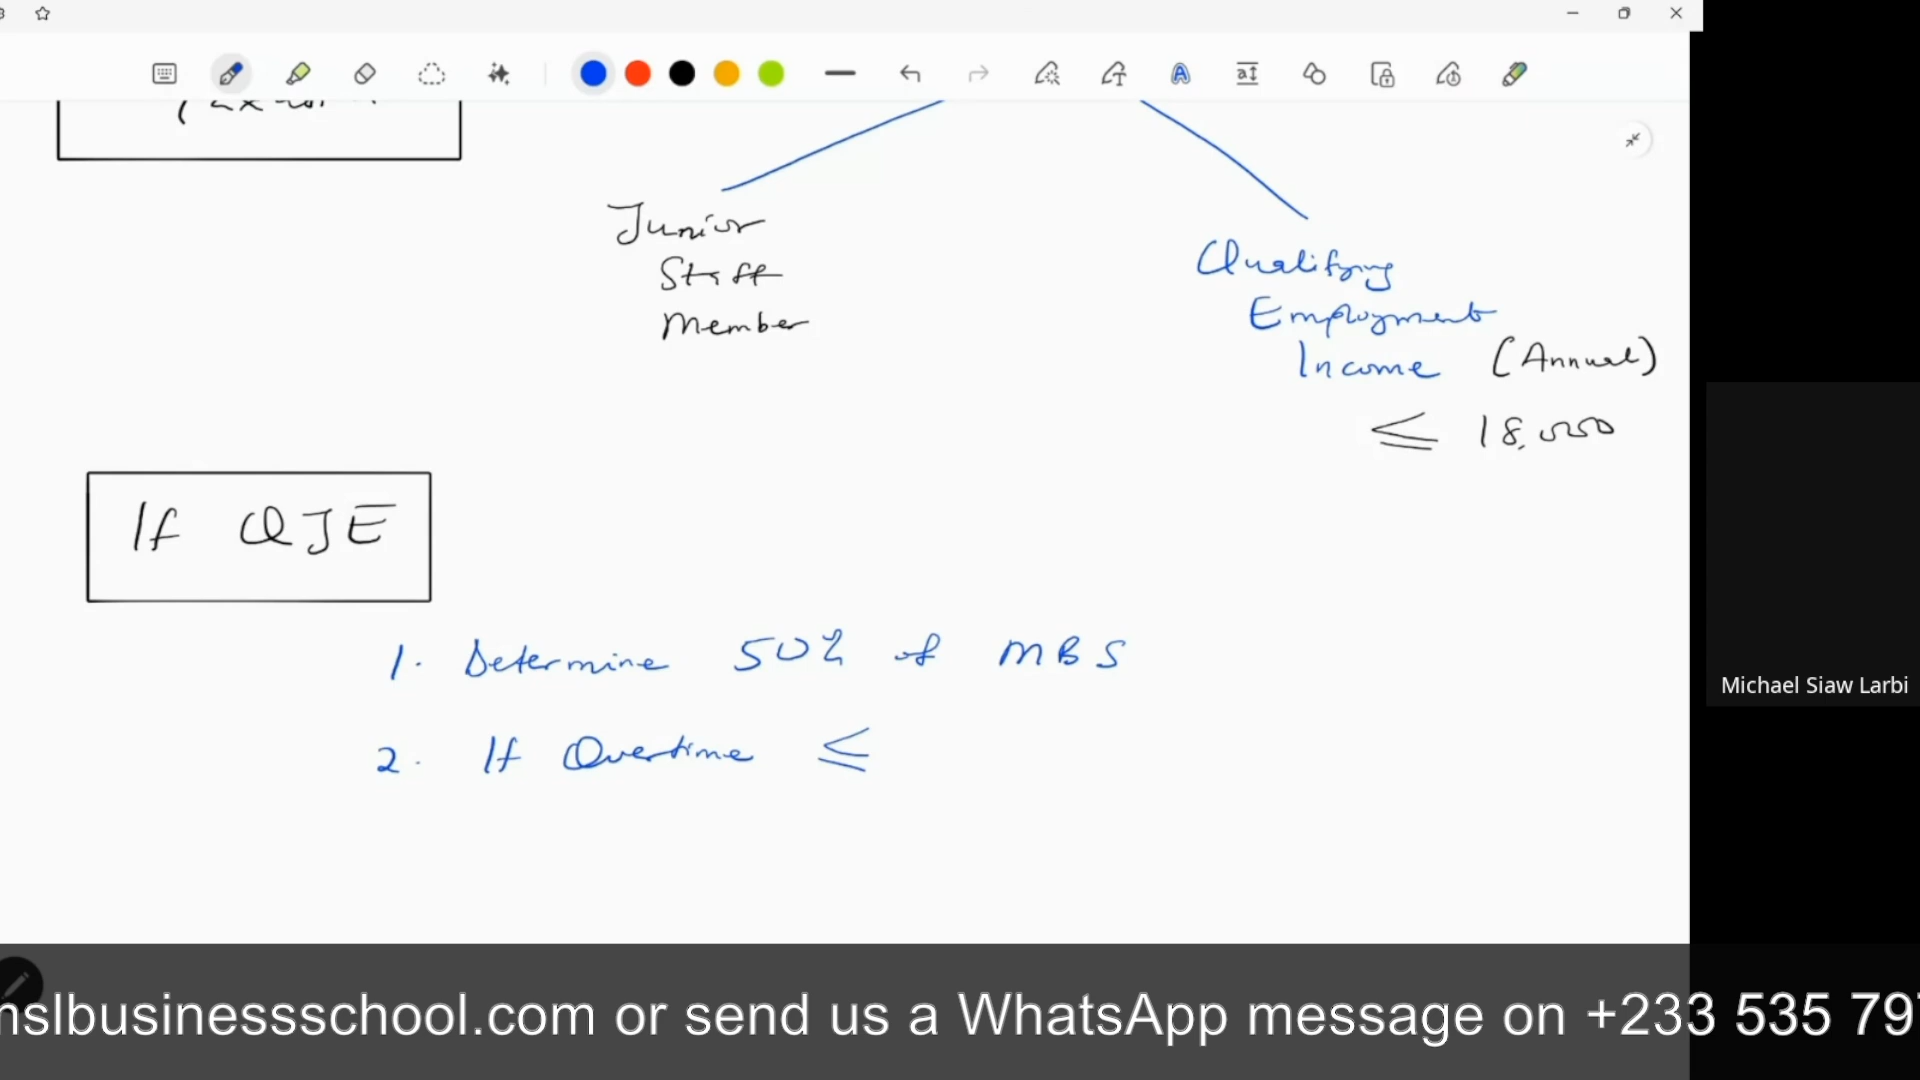 Junior
Staff
Member
Qualifying
Employment
Income (Annual)
≤ 18,000
If QJE
1. Determine 50% of MBS
2. If Overtime ≤
Michael Siaw Larbi
nslbusinessschool.com or send us a WhatsApp message on +233 535 79